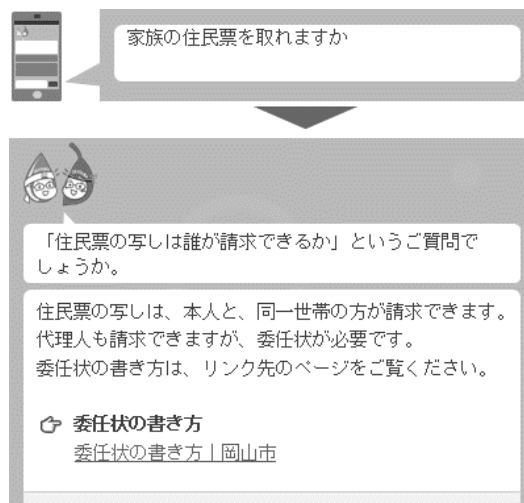 家族の住民票を取れますか
「住民票の写しは誰が請求できるか」というご質問で
しょうか。
住民票の写しは、本人と、同一世帯の方が請求できます。
代理人も請求できますが、委任状が必要です。
委任状の書き方は、リンク先のページをご覧ください。
委任状の書き方
委任状の書き方｜岡山市